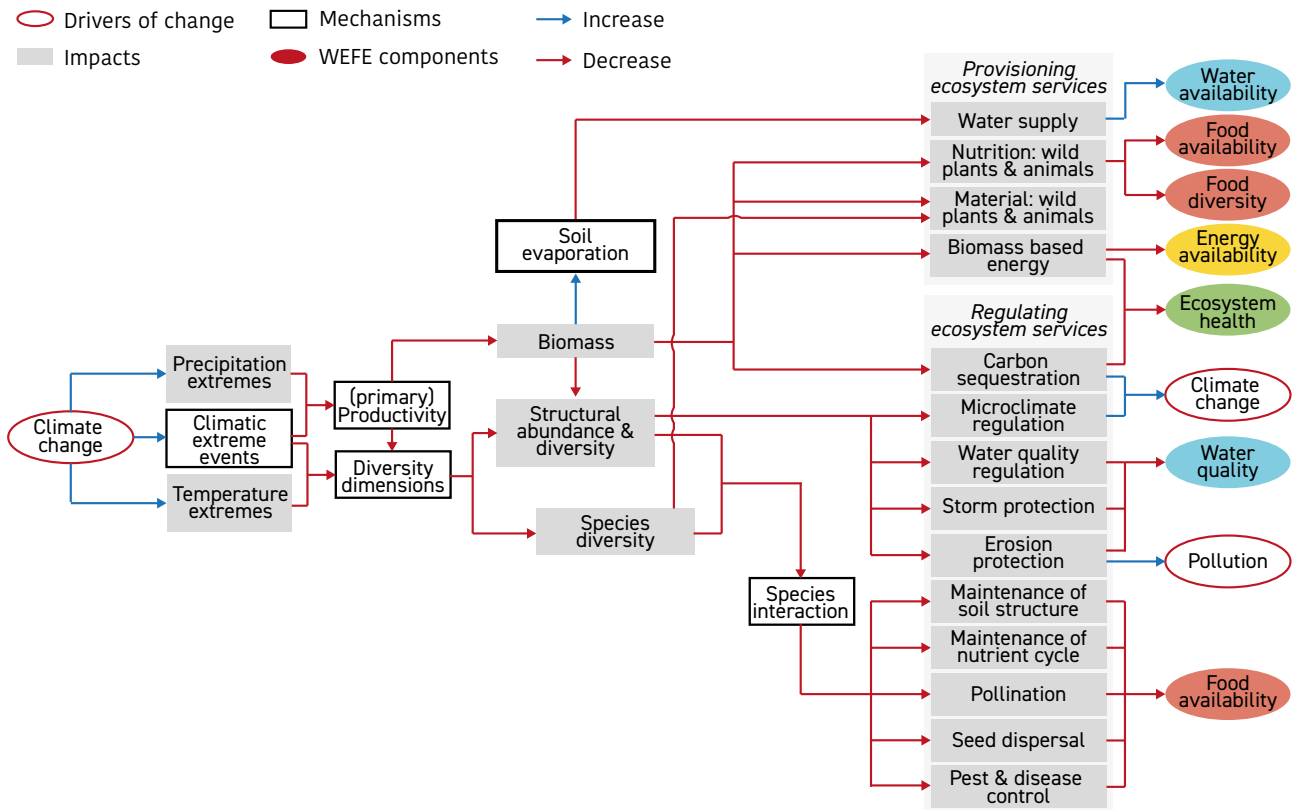 Drivers of change
Mechanisms
Increase
Impacts
WEFE components
Decrease
Provisioning
ecosystem services
Water supply
Nutrition: wild
plants & animals
Material: wild
plants & animals
Biomass based
energy
Water
availability
Food
availability
Food
diversity
Energy
availability
Ecosystem
health
Soil
evaporation
Biomass
Structural
abundance &
diversity
Species
diversity
Precipitation
extremes
Climate
change
Climatic
extreme
events
Temperature
extremes
(primary)
Productivity
Diversity
dimensions
Species
interaction
Regulating
ecosystem services
Carbon
sequestration
Microclimate
regulation
Water quality
regulation
Storm protection
Erosion
protection
Maintenance of
soil structure
Maintenance of
nutrient cycle
Pollination
Seed dispersal
Pest & disease
control
Climate
change
Water
quality
Pollution
Food
availability